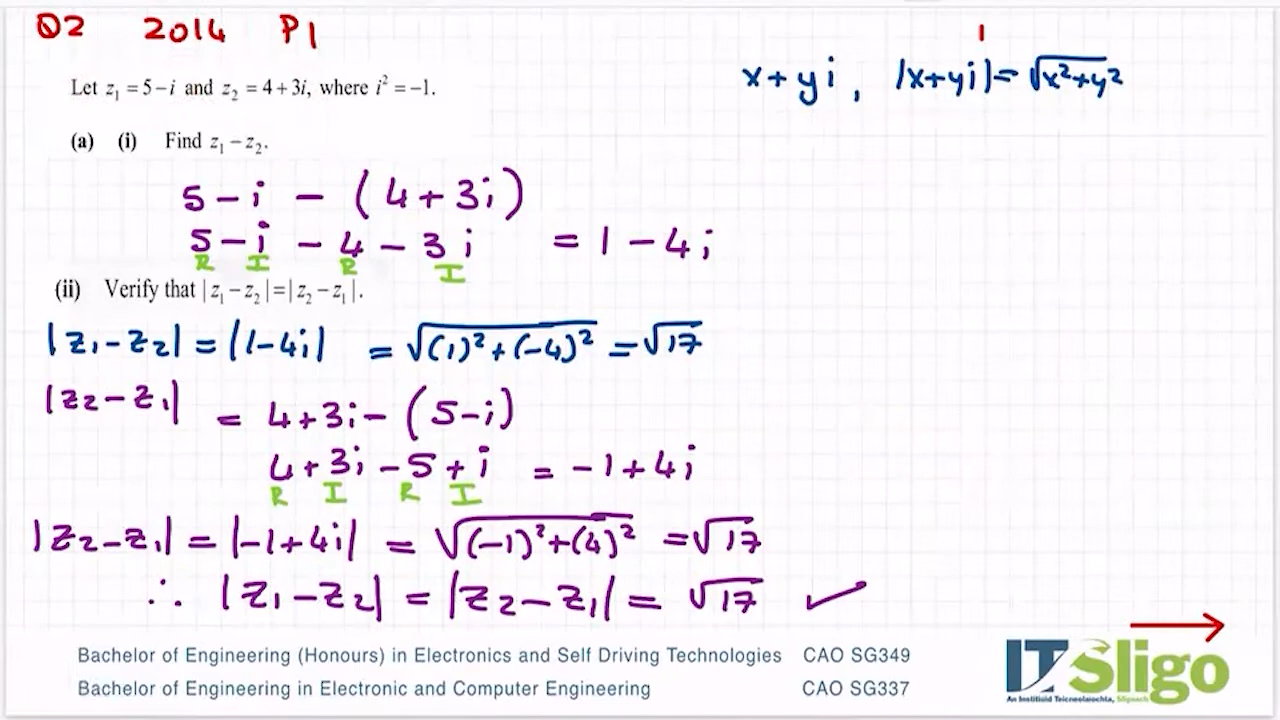 Q2 2014 P1
1
x + yi, |x+yi| = √x²+y²
Let z₁ = 5 − i and z₂ = 4 + 3i, where i² = −1.
(a) (i) Find z₁ − z₂.
5 − i − (4 + 3i)
5 − i − 4 − 3i = 1 − 4i
R I R I
(ii) Verify that | z₁ − z₂ | = | z₂ − z₁ |.
|z₁ − z₂| = |1 − 4i| = √(1)² + (−4)² = √17
|z₂ − z₁| = 4 + 3i − (5 − i)
4 + 3i − 5 + i = −1 + 4i
R I R I
|z₂ − z₁| = |−1 + 4i| = √(−1)² + (4)² = √17
∴ |z₁ − z₂| = |z₂ − z₁| = √17 ✓
Bachelor of Engineering (Honours) in Electronics and Self Driving Technologies CAO SG349
Bachelor of Engineering in Electronic and Computer Engineering CAO SG337
IT Sligo
An Institiúid Teicneolaíochta, Sligeach